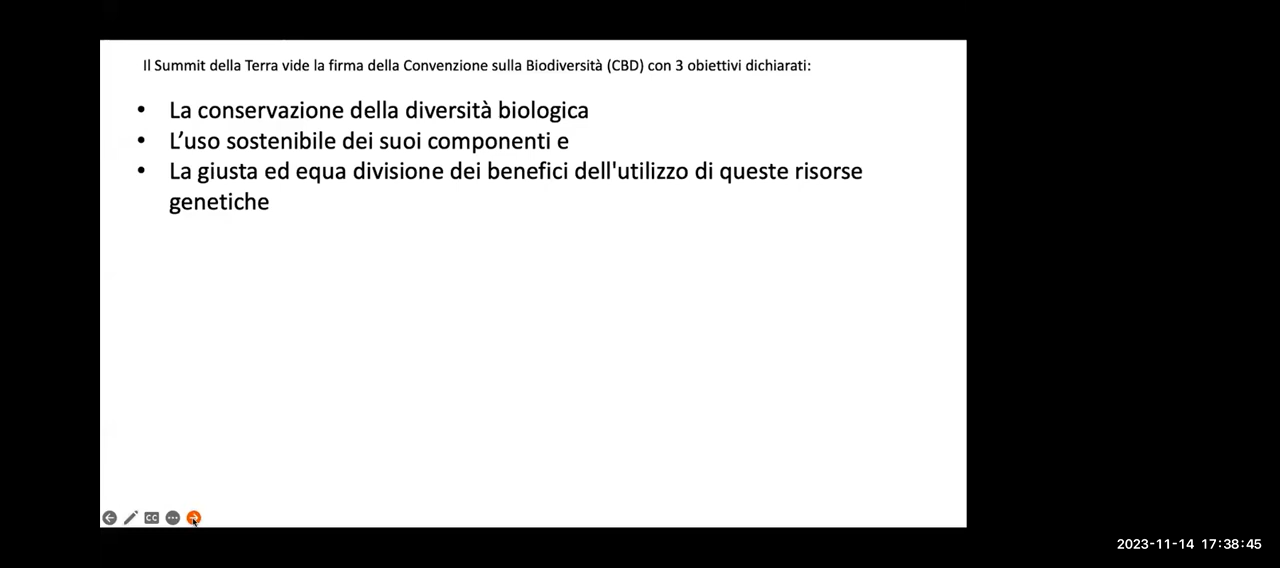 Il Summit della Terra vide la firma della Convenzione sulla Biodiversità (CBD) con 3 obiettivi dichiarati:
• La conservazione della diversità biologica
• L’uso sostenibile dei suoi componenti e
• La giusta ed equa divisione dei benefici dell'utilizzo di queste risorse
genetiche
CC
2023-11-14 17:38:45